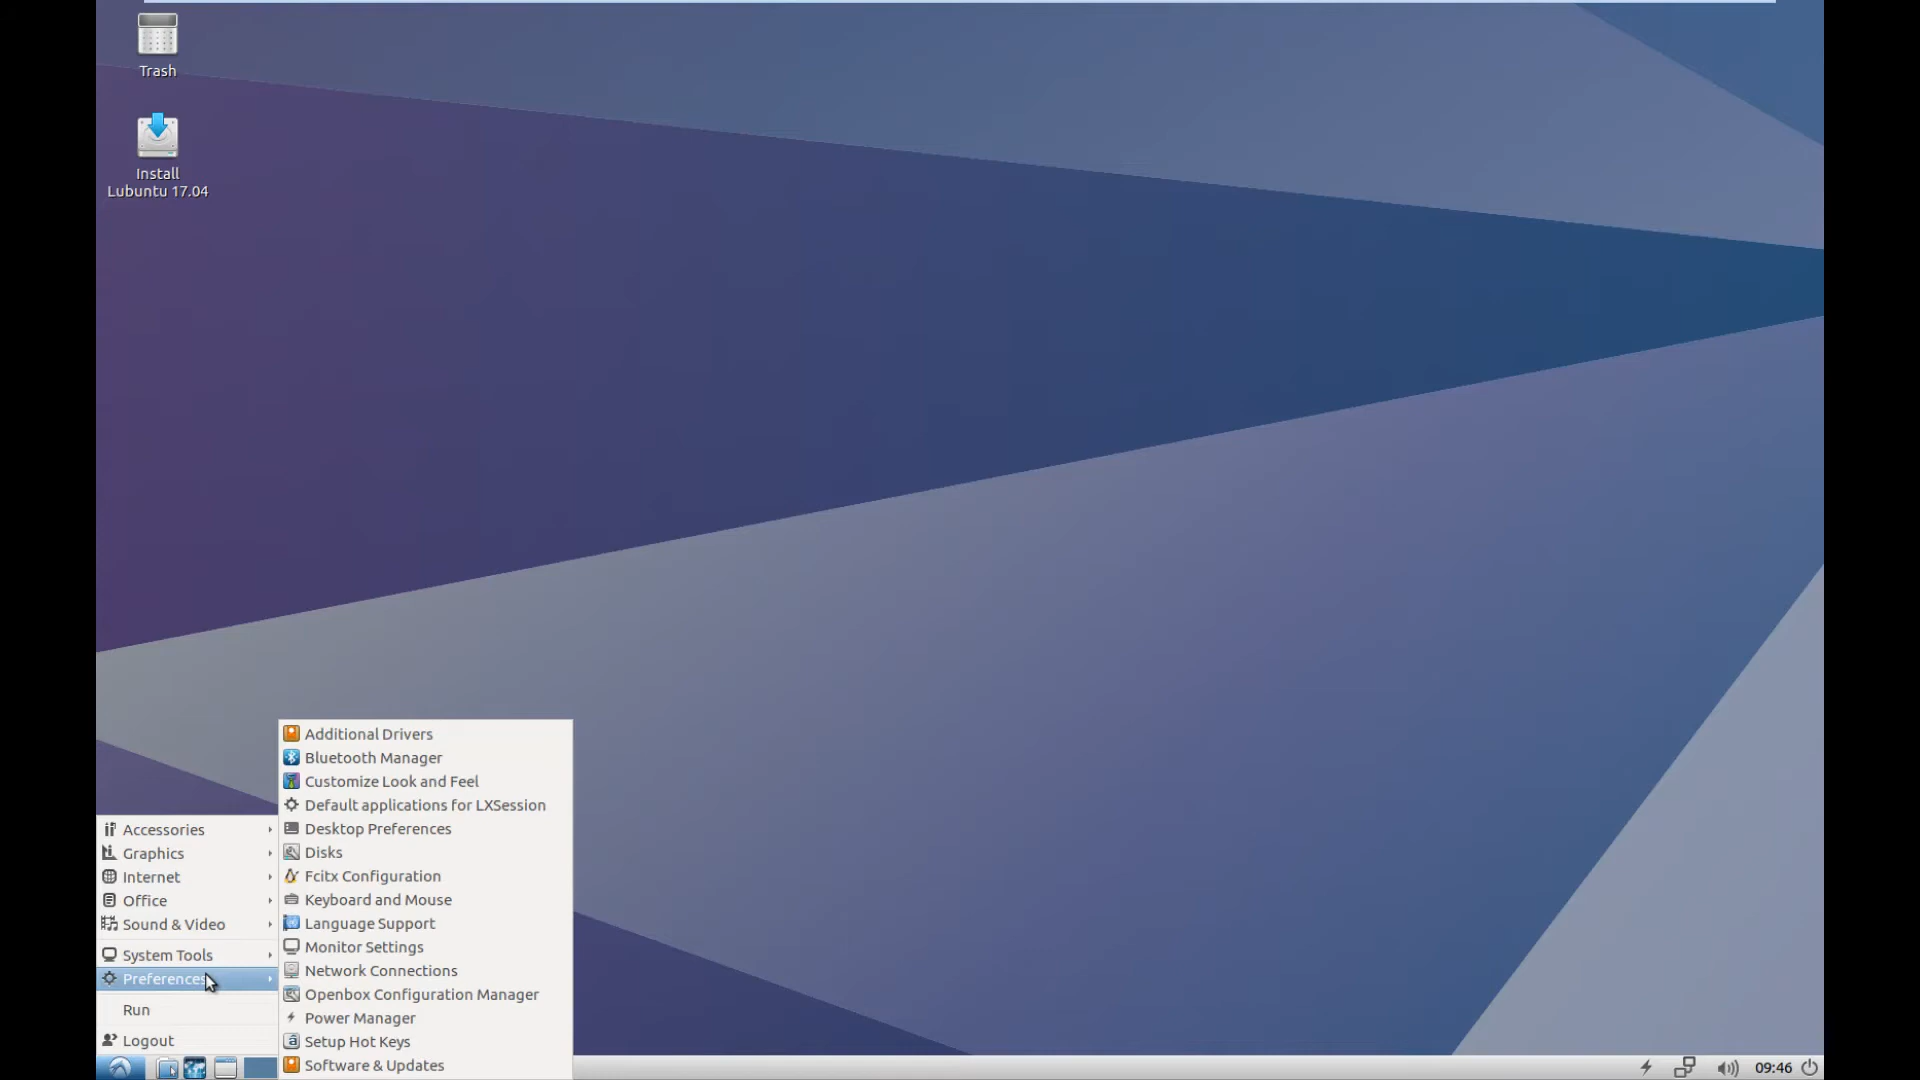 Trash
Install
Lubuntu 17.04
Additional Drivers
Bluetooth Manager
Customize Look and Feel
Default applications for LXSession
Desktop Preferences
Disks
Fcitx Configuration
Keyboard and Mouse
Language Support
Monitor Settings
Network Connections
Openbox Configuration Manager
Power Manager
Setup Hot Keys
Software & Updates
Accessories
Graphics
Internet
Office
Sound & Video
System Tools
Preferences
Run
Logout
09:46